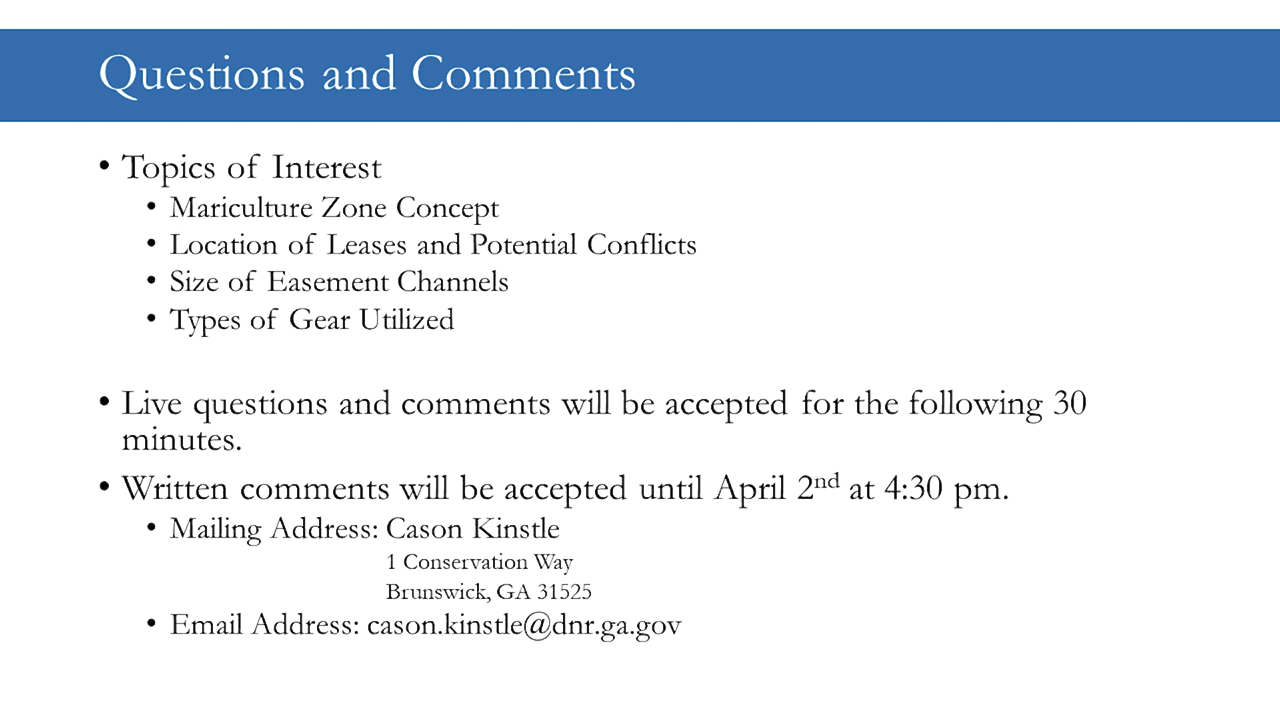 Questions and Comments
• Topics of Interest
• Mariculture Zone Concept
• Location of Leases and Potential Conflicts
• Size of Easement Channels
• Types of Gear Utilized
• Live questions and comments will be accepted for the following 30
minutes.
• Written comments will be accepted until April 2nd at 4:30 pm.
• Mailing Address: Cason Kinstle
1 Conservation Way
Brunswick, GA 31525
• Email Address: cason.kinstle@dnr.ga.gov